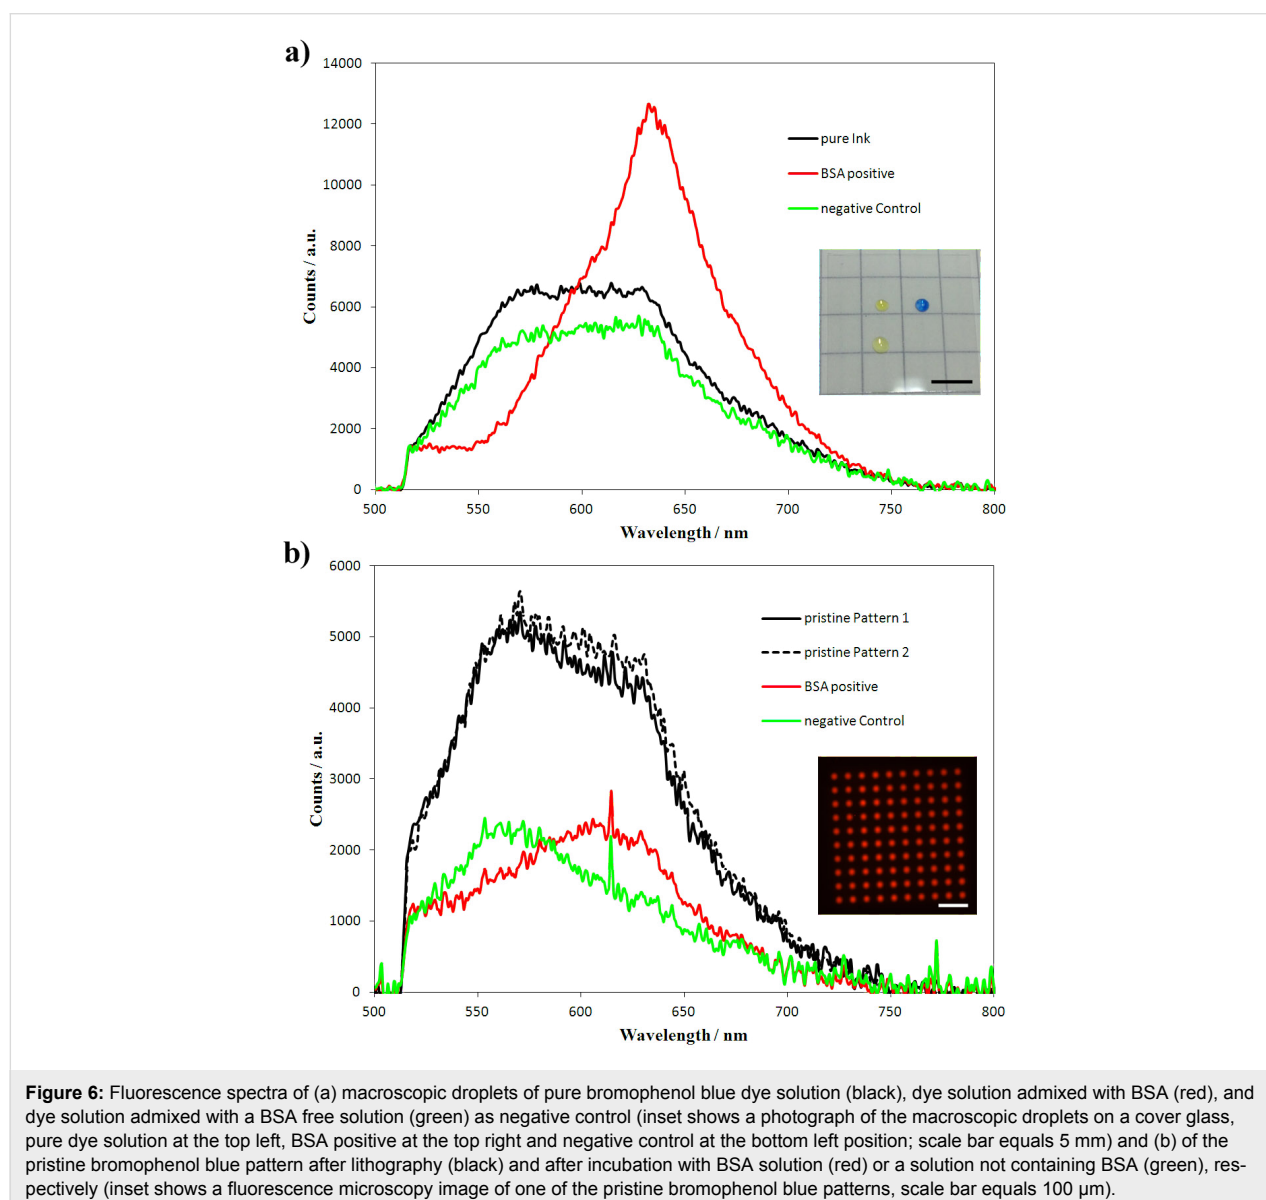 a)
14000
12000
10000
8000
6000
4000
2000
0
Counts / a.u.
pure Ink
BSA positive
negative Control
500 550 600 650 700 750 800
Wavelength / nm
b)
6000
5000
4000
3000
2000
1000
0
Counts / a.u.
pristine Pattern 1
pristine Pattern 2
BSA positive
negative Control
500 550 600 650 700 750 800
Wavelength / nm
Figure 6: Fluorescence spectra of (a) macroscopic droplets of pure bromophenol blue dye solution (black), dye solution admixed with BSA (red), and
dye solution admixed with a BSA free solution (green) as negative control (inset shows a photograph of the macroscopic droplets on a cover glass,
pure dye solution at the top left, BSA positive at the top right and negative control at the bottom left position; scale bar equals 5 mm) and (b) of the
pristine bromophenol blue pattern after lithography (black) and after incubation with BSA solution (red) or a solution not containing BSA (green), res-
pectively (inset shows a fluorescence microscopy image of one of the pristine bromophenol blue patterns, scale bar equals 100 µm).